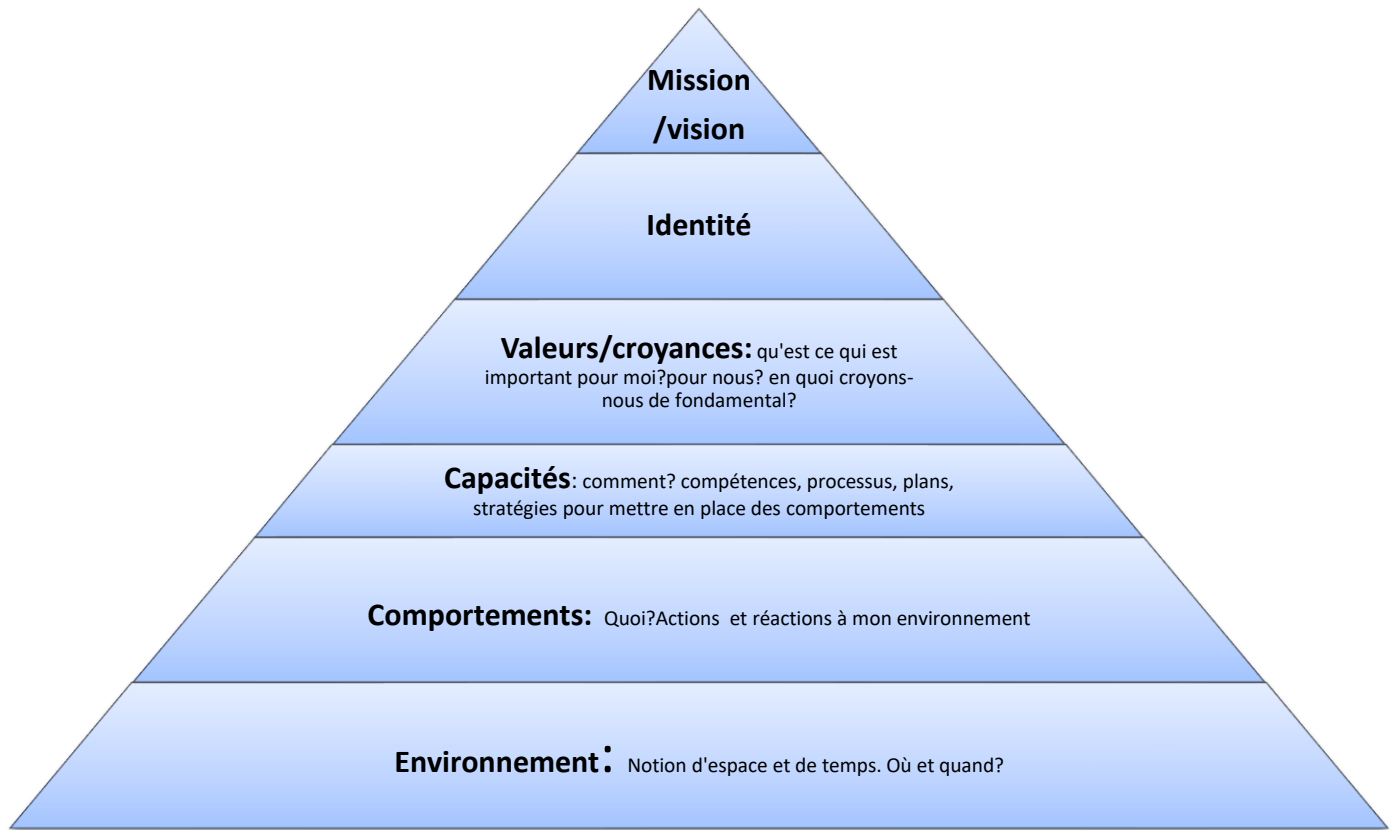 Mission
/vision
Identité
Valeurs/croyances: qu'est ce qui est
important pour moi?pour nous? en quoi croyons-
nous de fondamental?
Capacités: comment? compétences, processus, plans,
stratégies pour mettre en place des comportements
Comportements: Quoi?Actions et réactions à mon environnement
Environnement: Notion d'espace et de temps. Où et quand?